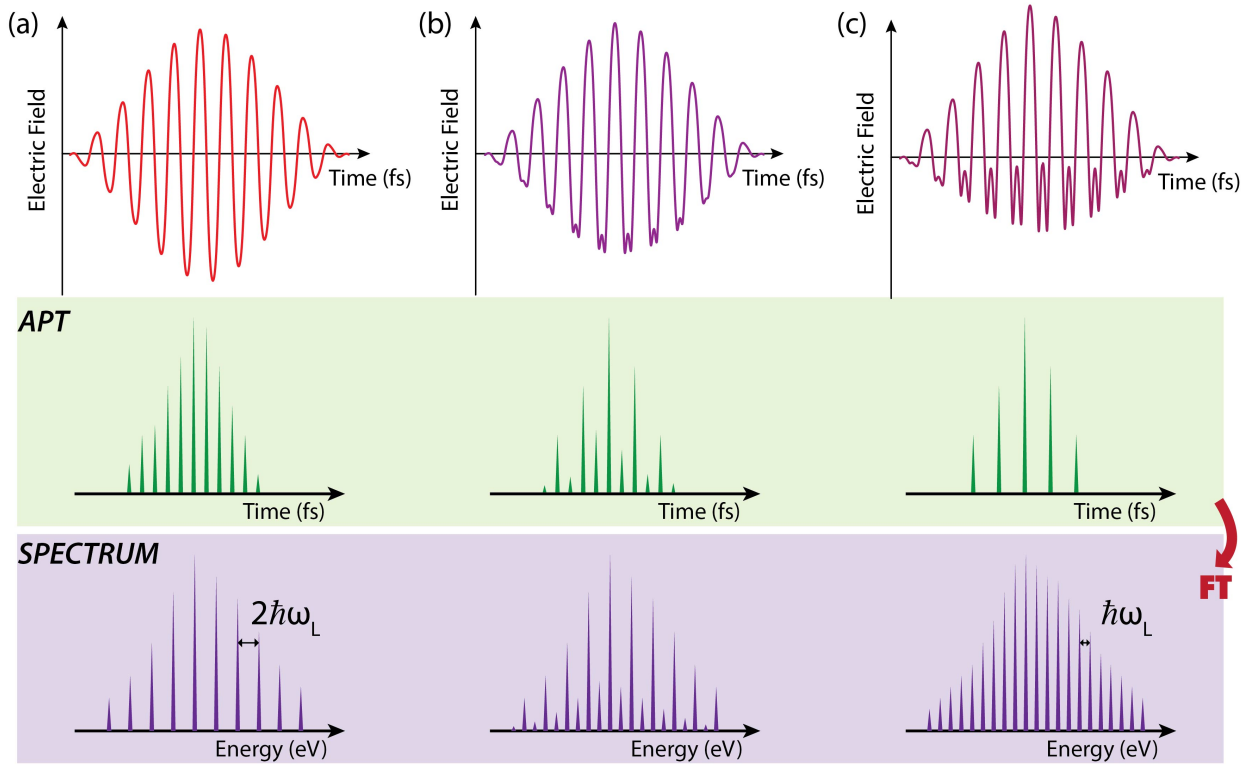 (a)
Electric Field
Time (fs)
(b)
Electric Field
Time (fs)
(c)
Electric Field
Time (fs)
APT
Time (fs)
Time (fs)
Time (fs)
FT
SPECTRUM
2ħω_L
ħω_L
Energy (eV)
Energy (eV)
Energy (eV)